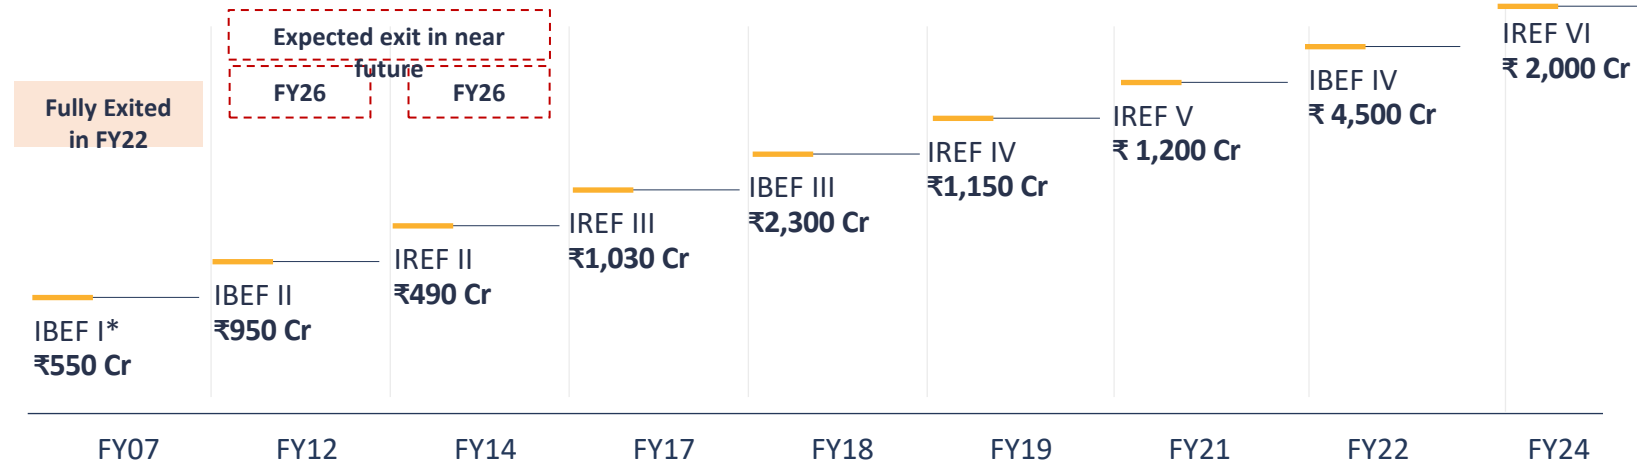 Expected exit in near
future
FY26
FY26
Fully Exited
in FY22
IBEF I*
₹550 Cr
IBEF II
₹950 Cr
IREF II
₹490 Cr
IREF III
₹1,030 Cr
IBEF III
₹2,300 Cr
IREF IV
₹1,150 Cr
IREF V
₹ 1,200 Cr
IBEF IV
₹ 4,500 Cr
IREF VI
₹ 2,000 Cr
FY07
FY12
FY14
FY17
FY18
FY19
FY21
FY22
FY24